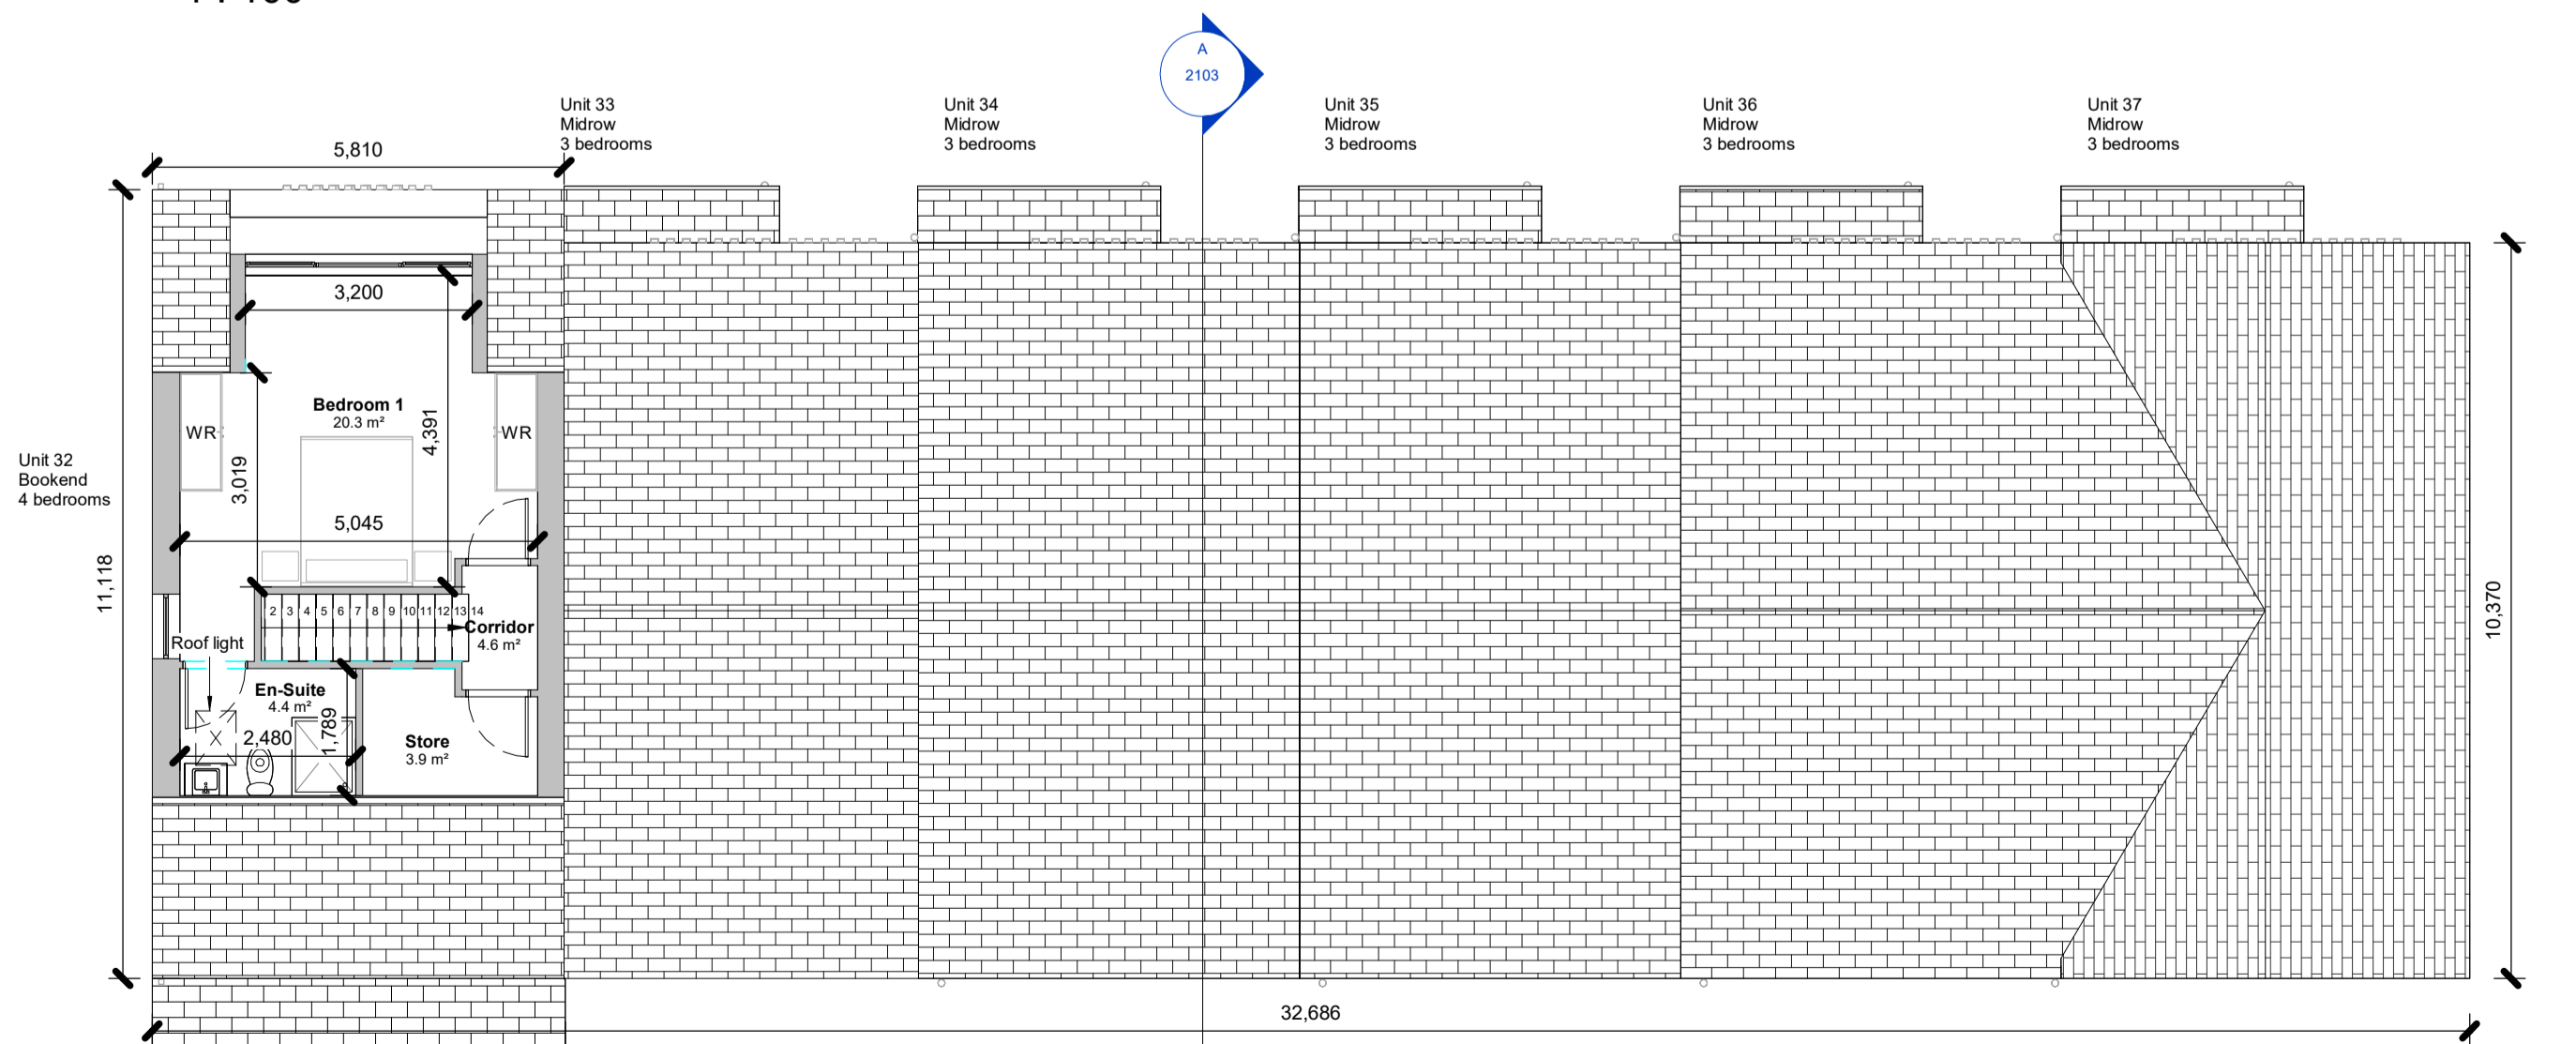 A
2103
Unit 33
Midrow
3 bedrooms
Unit 34
Midrow
3 bedrooms
Unit 35
Midrow
3 bedrooms
Unit 36
Midrow
3 bedrooms
Unit 37
Midrow
3 bedrooms
5,810
3,200
Bedroom 1
20.3 m²
WR
WR
4,391
3,019
Unit 32
Bookend
4 bedrooms
5,045
11,118
10,370
2 3 4 5 6 7 8 9 10 11 12 13 14
Corridor
4.6 m²
Roof light
En-Suite
4.4 m²
1,789
2,480
Store
3.9 m²
32,686